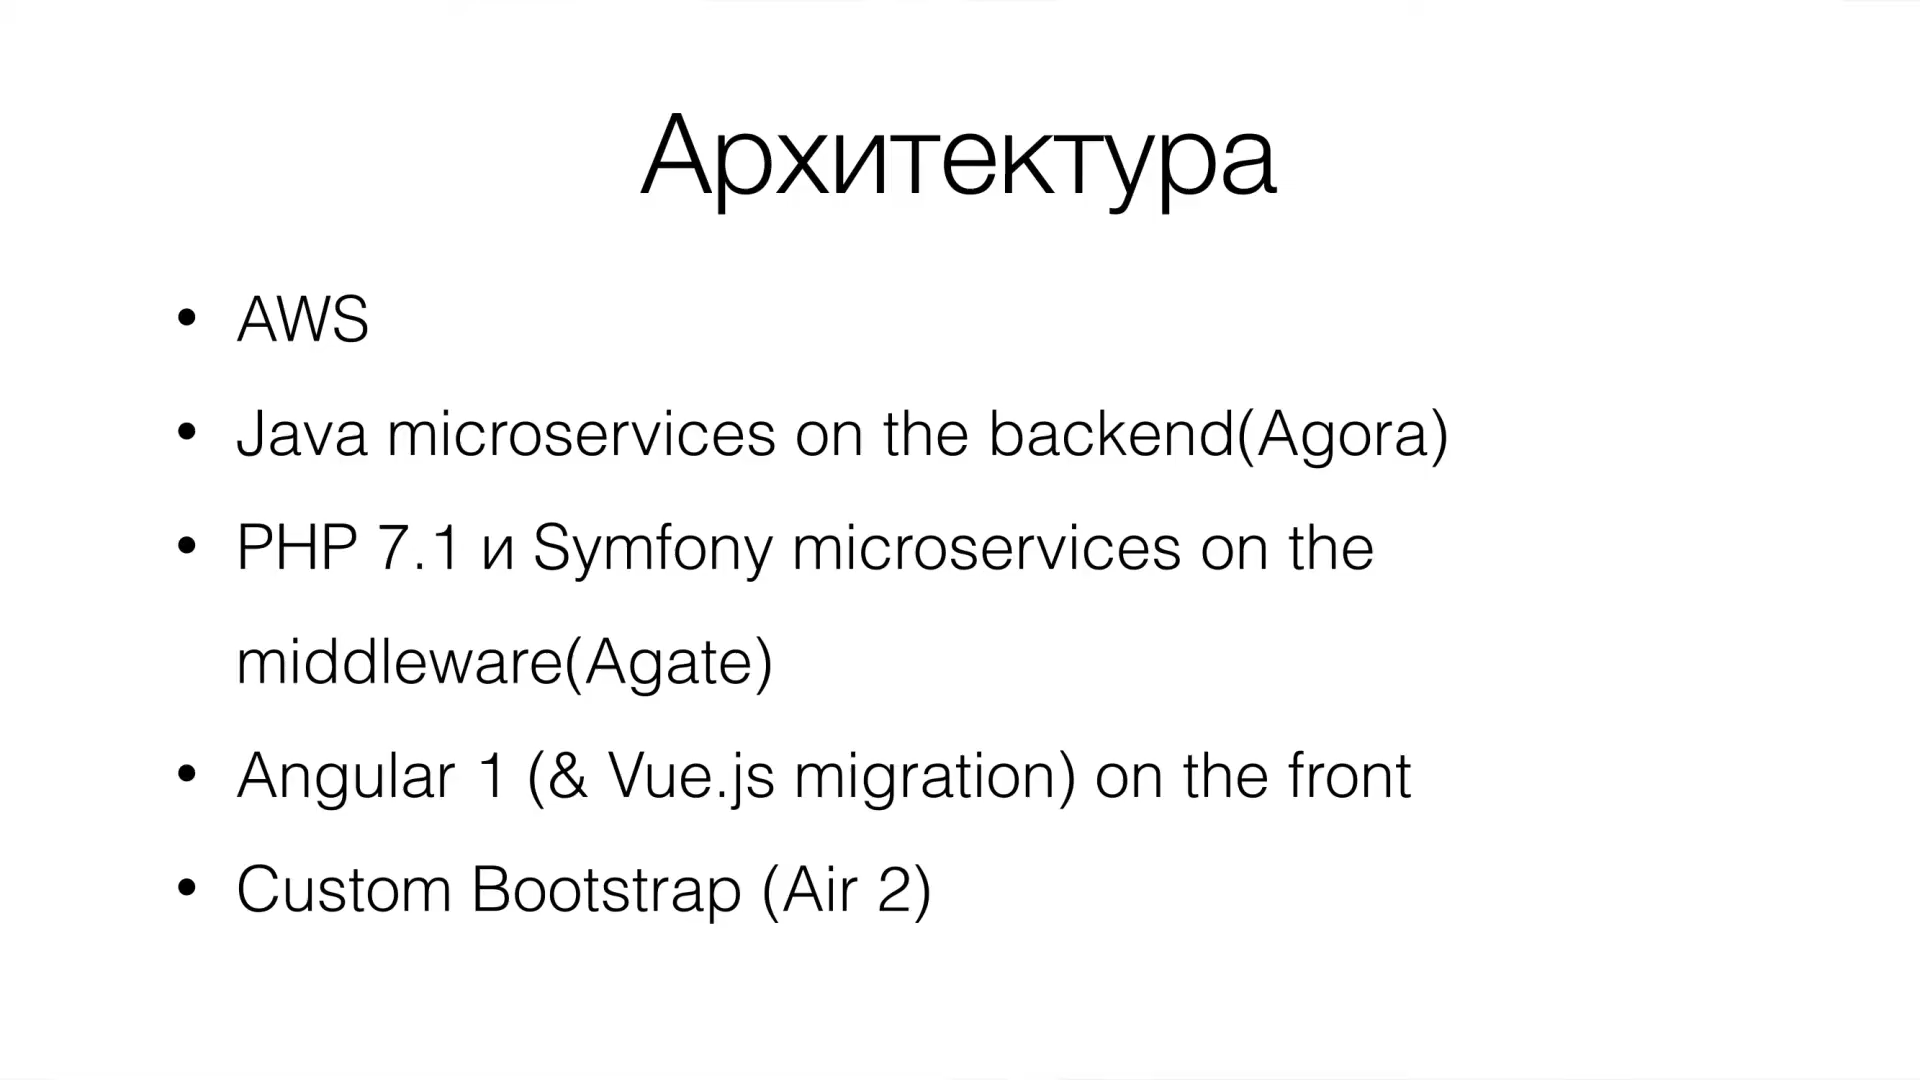 Архитектура
• AWS
• Java microservices on the backend(Agora)
• PHP 7.1 и Symfony microservices on the
middleware(Agate)
• Angular 1 (& Vue.js migration) on the front
• Custom Bootstrap (Air 2)